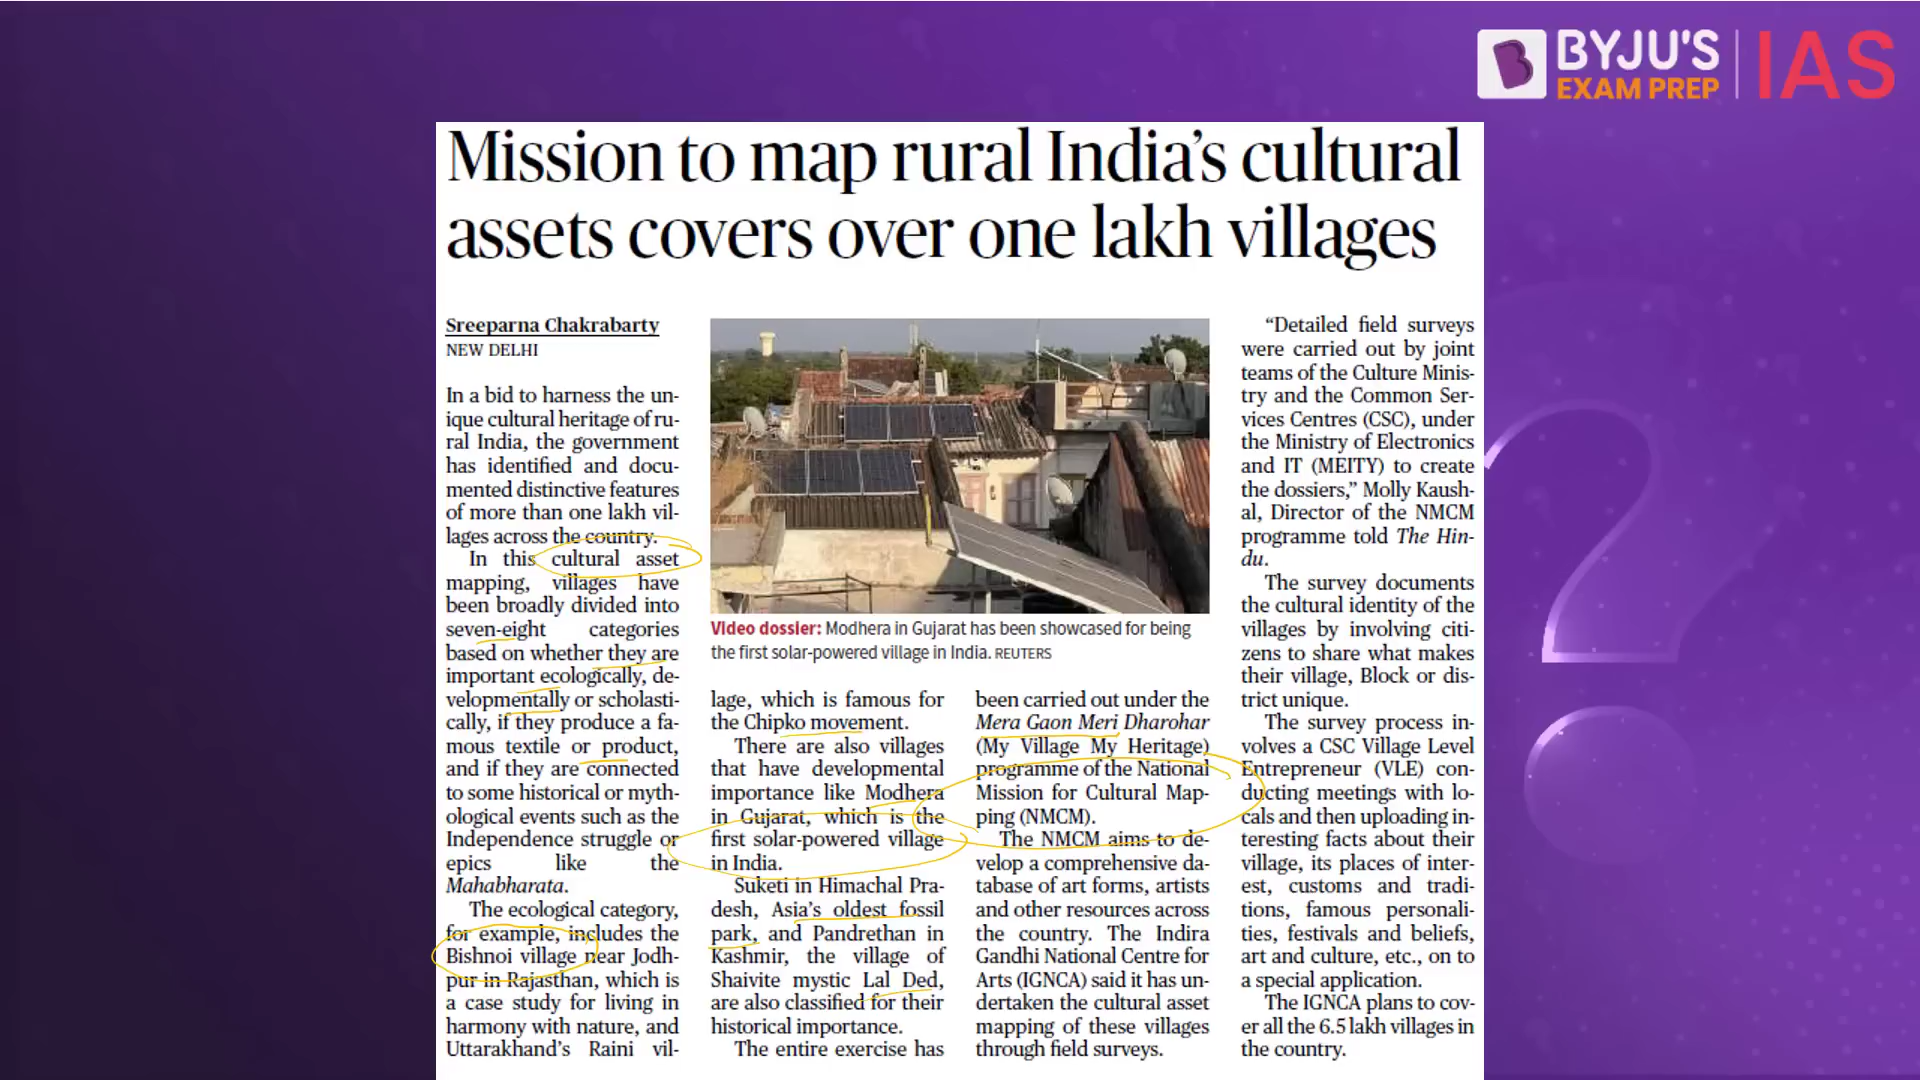 BYJU'S
EXAM PREP
IAS
Mission to map rural India's cultural
assets covers over one lakh villages
Sreeparna Chakrabarty
NEW DELHI
In a bid to harness the un-
ique cultural heritage of ru-
ral India, the government
has identified and docu-
mented distinctive features
of more than one lakh vil-
lages across the country.
In this cultural asset
mapping, villages have
been broadly divided into
seven-eight categories
based on whether they are
important ecologically, de-
velopmentally or scholasti-
cally, if they produce a fa-
mous textile or product,
and if they are connected
to some historical or myth-
ological events such as the
Independence struggle or
epics like the
Mahabharata.
The ecological category,
for example, includes the
Bishnoi village near Jodh-
pur in Rajasthan, which is
a case study for living in
harmony with nature, and
Uttarakhand's Raini vil-
Video dossier: Modhera in Gujarat has been showcased for being
the first solar-powered village in India. REUTERS
lage, which is famous for
the Chipko movement.
There are also villages
that have developmental
importance like Modhera
in Gujarat, which is the
first solar-powered village
in India.
Suketi in Himachal Pra-
desh, Asia's oldest fossil
park, and Pandrethan in
Kashmir, the village of
Shaivite mystic Lal Ded,
are also classified for their
historical importance.
The entire exercise has
been carried out under the
Mera Gaon Meri Dharohar
(My Village My Heritage)
programme of the National
Mission for Cultural Map-
ping (NMCM).
The NMCM aims to de-
velop a comprehensive da-
tabase of art forms, artists
and other resources across
the country. The Indira
Gandhi National Centre for
Arts (IGNCA) said it has un-
dertaken the cultural asset
mapping of these villages
through field surveys.
“Detailed field surveys
were carried out by joint
teams of the Culture Minis-
try and the Common Ser-
vices Centres (CSC), under
the Ministry of Electronics
and IT (MEITY) to create
the dossiers,” Molly Kaush-
al, Director of the NMCM
programme told The Hin-
du.
The survey documents
the cultural identity of the
villages by involving citi-
zens to share what makes
their village, Block or dis-
trict unique.
The survey process in-
volves a CSC Village Level
Entrepreneur (VLE) con-
ducting meetings with lo-
cals and then uploading in-
teresting facts about their
village, its places of inter-
est, customs and tradi-
tions, famous personali-
ties, festivals and beliefs,
art and culture, etc., on to
a special application.
The IGNCA plans to cov-
er all the 6.5 lakh villages in
the country.